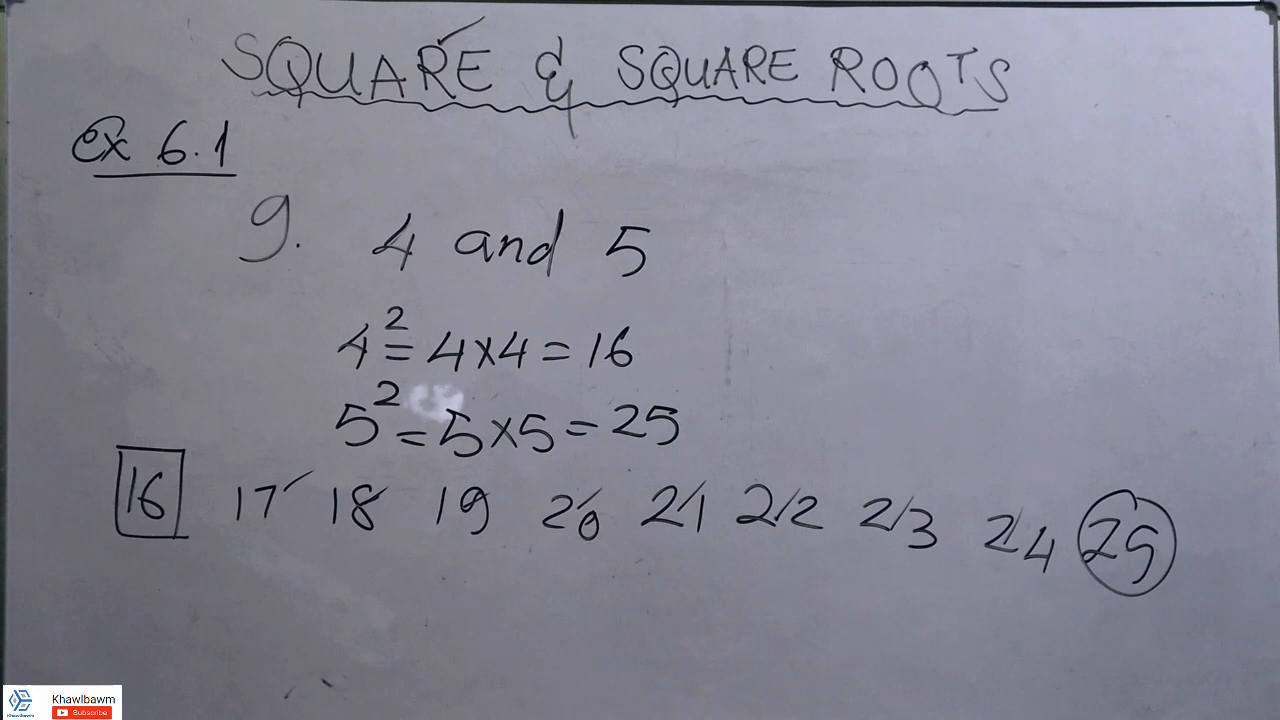 SQUARE & SQUARE ROOTS
ex 6.1
9. 4 and 5
4² = 4×4 = 16
5² = 5×5 = 25
16 17 18 19 20 21 22 23 24 25
Khawlbawm
Subscribe
Khawlbawm